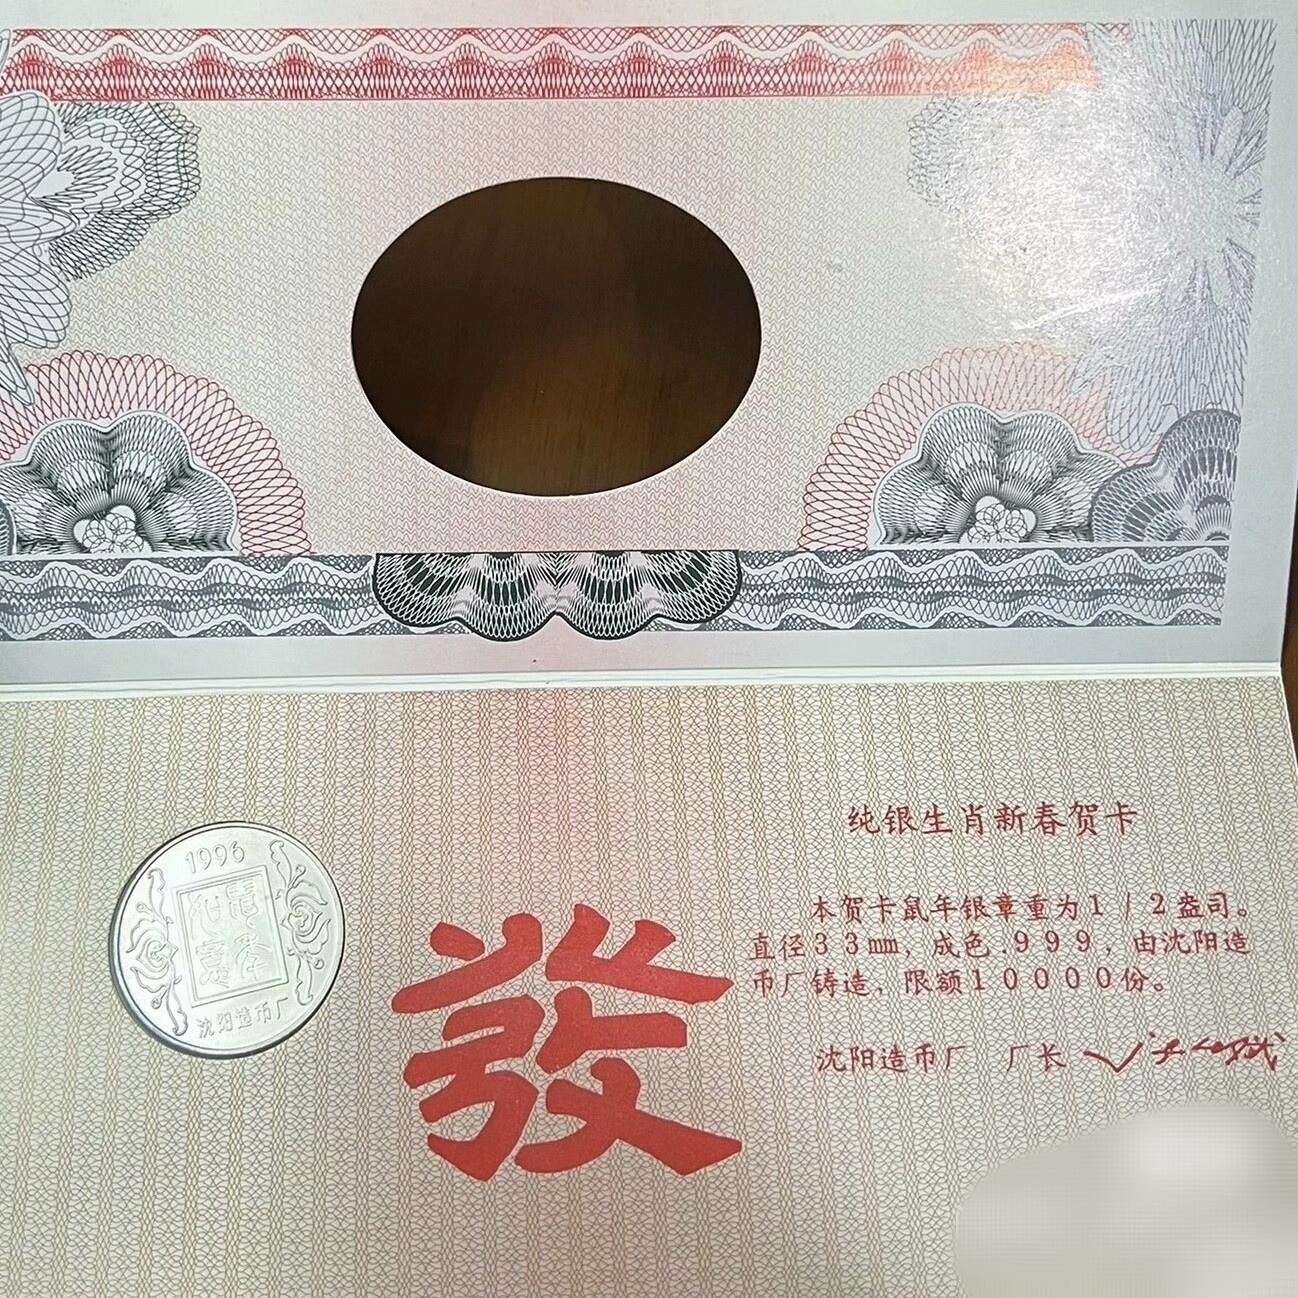 纯银生肖新春贺卡
本贺卡鼠年银章重为1/2盎司。
直径33mm，成色.999，由沈阳造
币厂铸造，限额10000份。
沈阳造币厂 厂长
發
1996
沈阳造币厂